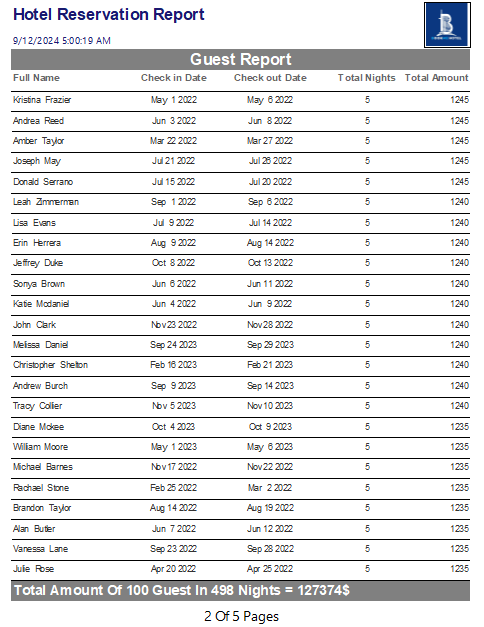 Hotel Reservation Report
9/12/2024 5:00:19 AM
Guest Report
Full Name Check in Date Check out Date Total Nights Total Amount
Kristina Frazier May 1 2022 May 6 2022 5 1245
Andrea Reed Jun 3 2022 Jun 8 2022 5 1245
Amber Taylor Mar 22 2022 Mar 27 2022 5 1245
Joseph May Jul 21 2022 Jul 26 2022 5 1245
Donald Serrano Jul 15 2022 Jul 20 2022 5 1245
Leah Zimmerman Sep 1 2022 Sep 6 2022 5 1240
Lisa Evans Jul 9 2022 Jul 14 2022 5 1240
Erin Herrera Aug 9 2022 Aug 14 2022 5 1240
Jeffrey Duke Oct 8 2022 Oct 13 2022 5 1240
Sonya Brown Jun 6 2022 Jun 11 2022 5 1240
Katie Mcdaniel Jun 4 2022 Jun 9 2022 5 1240
John Clark Nov 23 2022 Nov 28 2022 5 1240
Melissa Daniel Sep 24 2023 Sep 29 2023 5 1240
Christopher Shelton Feb 16 2023 Feb 21 2023 5 1240
Andrew Burch Sep 9 2023 Sep 14 2023 5 1240
Tracy Collier Nov 5 2023 Nov 10 2023 5 1240
Diane Mckee Oct 4 2023 Oct 9 2023 5 1235
William Moore May 1 2023 May 6 2023 5 1235
Michael Barnes Nov 17 2022 Nov 22 2022 5 1235
Rachael Stone Feb 25 2022 Mar 2 2022 5 1235
Brandon Taylor Aug 14 2022 Aug 19 2022 5 1235
Alan Butler Jun 7 2022 Jun 12 2022 5 1235
Vanessa Lane Sep 23 2022 Sep 28 2022 5 1235
Julie Rose Apr 20 2022 Apr 25 2022 5 1235
Total Amount Of 100 Guest In 498 Nights = 127374$
2 Of 5 Pages